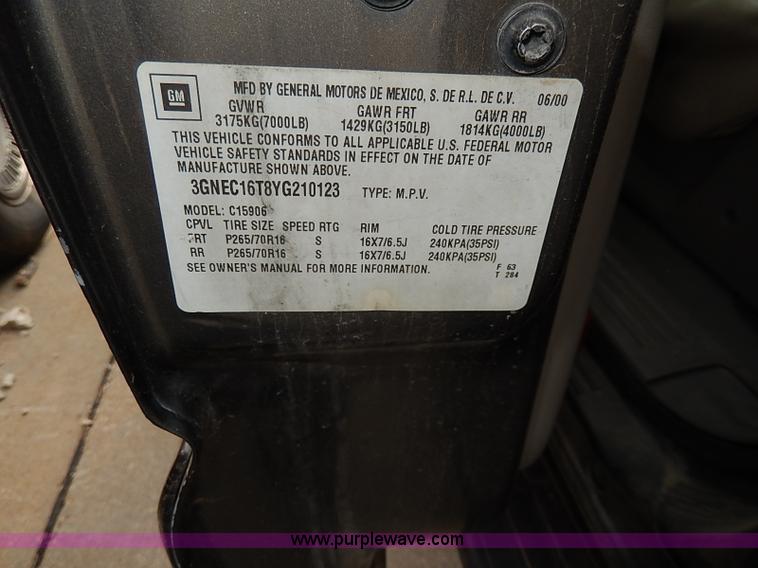 GM
MFD BY GENERAL MOTORS DE MEXICO, S. DE R.L. DE C.V. 06/00
GVWR GAWR FRT GAWR RR
3175KG(7000LB) 1429KG(3150LB) 1814KG(4000LB)
THIS VEHICLE CONFORMS TO ALL APPLICABLE U.S. FEDERAL MOTOR
VEHICLE SAFETY STANDARDS IN EFFECT ON THE DATE OF
MANUFACTURE SHOWN ABOVE.
3GNEC16T8YG210123 TYPE: M.P.V.
MODEL: C15906
CPVL TIRE SIZE SPEED RTG RIM COLD TIRE PRESSURE
FRT P265/70R16 S 16X7/6.5J 240KPA(35PSI)
RR P265/70R16 S 16X7/6.5J 240KPA(35PSI)
SEE OWNER'S MANUAL FOR MORE INFORMATION. F 63
T 284
www.purplewave.com